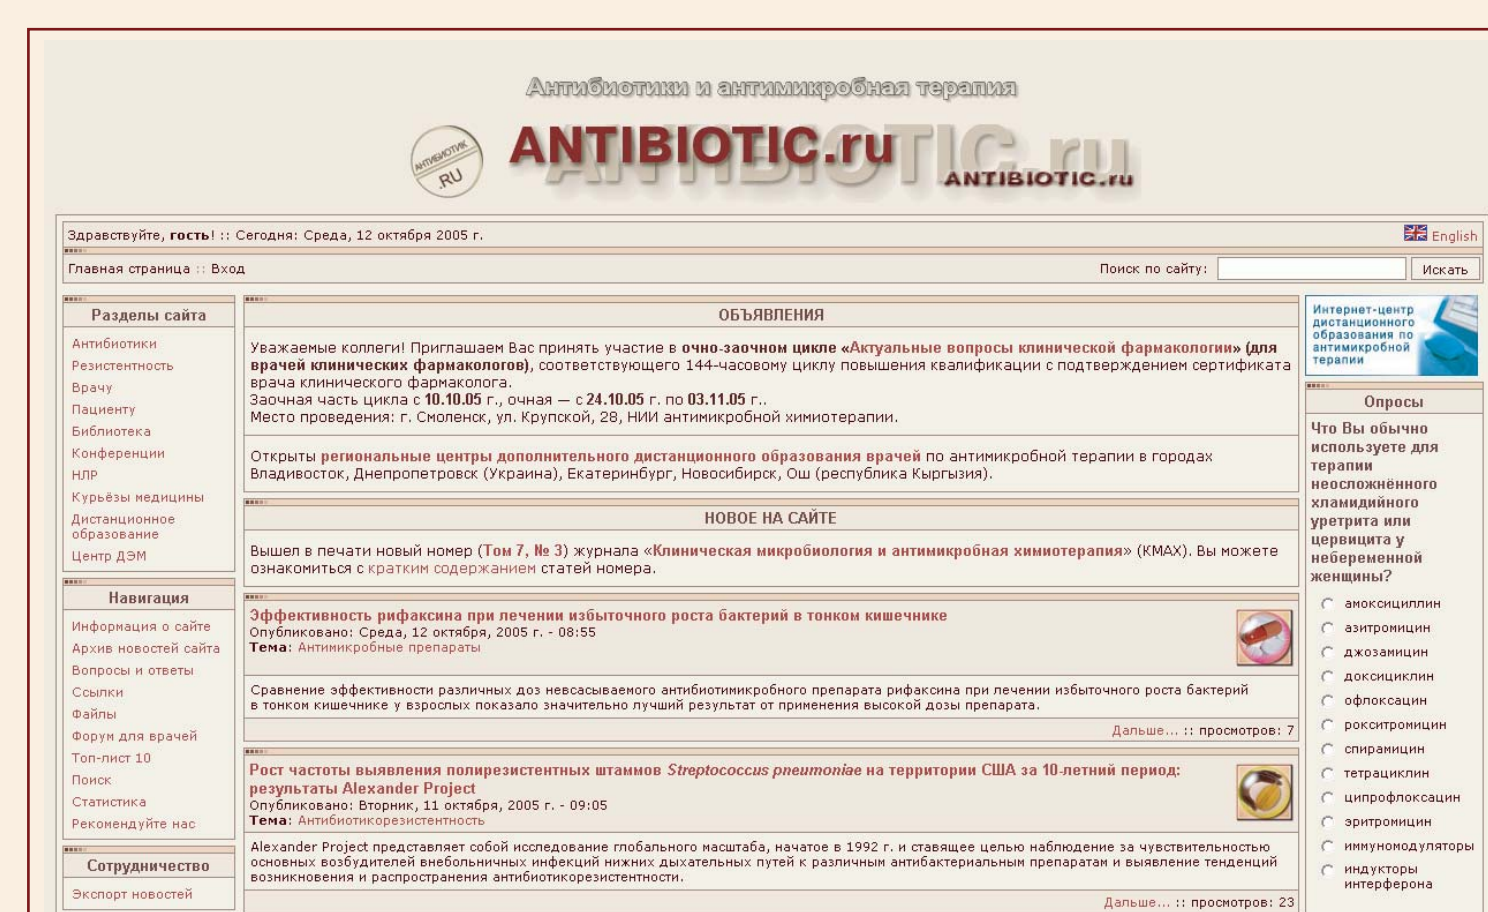 Антибиотики и антимикробная терапия
АНТИБИОТИК
.RU
ANTIBIOTIC.ru
ANTIBIOTIC.ru
Здравствуйте, гость! :: Сегодня: Среда, 12 октября 2005 г.
English
Главная страница :: Вход
Поиск по сайту:
Искать
Разделы сайта
Антибиотики
Резистентность
Врачу
Пациенту
Библиотека
Конференции
НЛР
Курьёзы медицины
Дистанционное
образование
Центр ДЭМ
Навигация
Информация о сайте
Архив новостей сайта
Вопросы и ответы
Ссылки
Файлы
Форум для врачей
Топ-лист 10
Поиск
Статистика
Рекомендуйте нас
Сотрудничество
Экспорт новостей
ОБЪЯВЛЕНИЯ
Уважаемые коллеги! Приглашаем Вас принять участие в очно-заочном цикле «Актуальные вопросы клинической фармакологии» (для
врачей клинических фармакологов), соответствующего 144-часовому циклу повышения квалификации с подтверждением сертификата
врача клинического фармаколога.
Заочная часть цикла с 10.10.05 г., очная — с 24.10.05 г. по 03.11.05 г..
Место проведения: г. Смоленск, ул. Крупской, 28, НИИ антимикробной химиотерапии.
Открыты региональные центры дополнительного дистанционного образования врачей по антимикробной терапии в городах
Владивосток, Днепропетровск (Украина), Екатеринбург, Новосибирск, Ош (республика Кыргызия).
НОВОЕ НА САЙТЕ
Вышел в печати новый номер (Том 7, № 3) журнала «Клиническая микробиология и антимикробная химиотерапия» (КМАХ). Вы можете
ознакомиться с кратким содержанием статей номера.
Эффективность рифаксина при лечении избыточного роста бактерий в тонком кишечнике
Опубликовано: Среда, 12 октября, 2005 г. - 08:55
Тема: Антимикробные препараты
Сравнение эффективности различных доз невсасываемого антибиотимикробного препарата рифаксина при лечении избыточного роста бактерий
в тонком кишечнике у взрослых показало значительно лучший результат от применения высокой дозы препарата.
Дальше... :: просмотров: 7
Рост частоты выявления полирезистентных штаммов Streptococcus pneumoniae на территории США за 10-летний период:
результаты Alexander Project
Опубликовано: Вторник, 11 октября, 2005 г. - 09:05
Тема: Антибиотикорезистентность
Alexander Project представляет собой исследование глобального масштаба, начатое в 1992 г. и ставящее целью наблюдение за чувствительностью
основных возбудителей внебольничных инфекций нижних дыхательных путей к различным антибактериальным препаратам и выявление тенденций
возникновения и распространения антибиотикорезистентности.
Дальше... :: просмотров: 23
Интернет-центр
дистанционного
образования по
антимикробной
терапии
Опросы
Что Вы обычно
используете для
терапии
неосложнённого
хламидийного
уретрита или
цервицита у
небеременной
женщины?
амоксициллин
азитромицин
джозамицин
доксициклин
офлоксацин
рокситромицин
спирамицин
тетрациклин
ципрофлоксацин
эритромицин
иммуномодуляторы
индукторы
интерферона